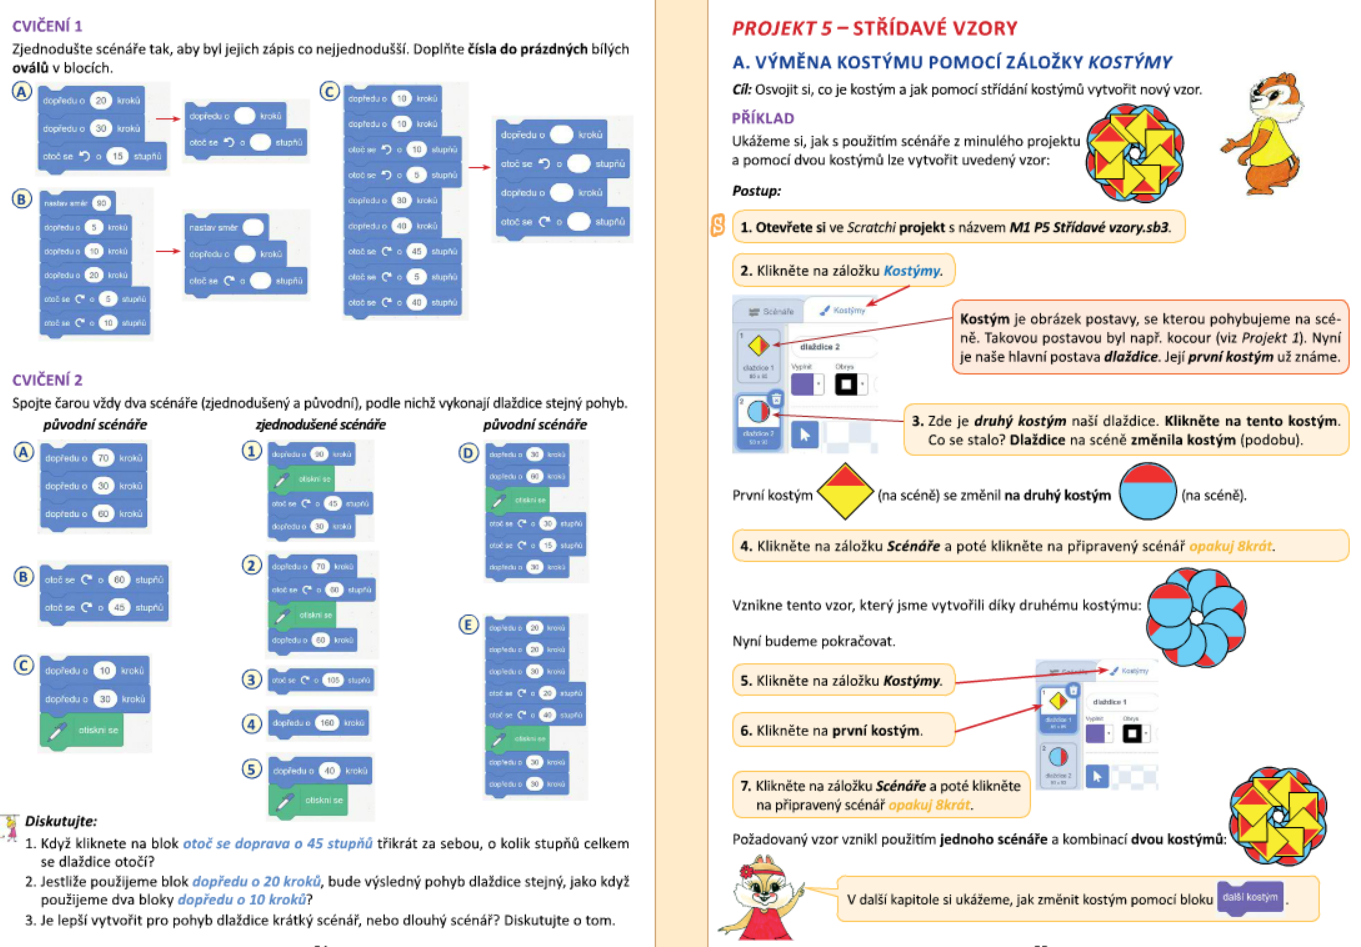 CVIČENÍ 1
Zjednodušte scénáře tak, aby byl jejich zápis co nejjednodušší. Doplňte čísla do prázdných bílých
oválů v blocích.
A
dopředu o 20 kroků
dopředu o 30 kroků
otoč se o 15 stupňů
dopředu o kroků
otoč se o stupňů
B
nastav směr 90
dopředu o 5 kroků
dopředu o 10 kroků
dopředu o 20 kroků
otoč se o 5 stupňů
otoč se o 10 stupňů
nastav směr
dopředu o kroků
otoč se o stupňů
C
dopředu o 10 kroků
dopředu o 10 kroků
otoč se o 10 stupňů
otoč se o 5 stupňů
dopředu o 30 kroků
dopředu o 40 kroků
otoč se o 45 stupňů
otoč se o 5 stupňů
otoč se o 40 stupňů
dopředu o kroků
otoč se o stupňů
dopředu o kroků
otoč se o stupňů
CVIČENÍ 2
Spojte čarou vždy dva scénáře (zjednodušený a původní), podle nichž vykonají dlaždice stejný pohyb.
původní scénáře
A
dopředu o 70 kroků
dopředu o 30 kroků
dopředu o 60 kroků
B
otoč se o 60 stupňů
otoč se o 45 stupňů
C
dopředu o 10 kroků
dopředu o 30 kroků
otiskni se
zjednodušené scénáře
1
dopředu o 90 kroků
otiskni se
otoč se o 45 stupňů
dopředu o 30 kroků
2
dopředu o 70 kroků
otoč se o 60 stupňů
otiskni se
dopředu o 60 kroků
3
otoč se o 105 stupňů
4
dopředu o 160 kroků
5
dopředu o 40 kroků
otiskni se
původní scénáře
D
dopředu o 30 kroků
dopředu o 60 kroků
otiskni se
otoč se o 30 stupňů
otoč se o 15 stupňů
dopředu o 30 kroků
E
dopředu o 20 kroků
dopředu o 20 kroků
dopředu o 30 kroků
otoč se o 20 stupňů
otoč se o 40 stupňů
otiskni se
dopředu o 30 kroků
dopředu o 30 kroků
Diskutujte:
1. Když kliknete na blok otoč se doprava o 45 stupňů třikrát za sebou, o kolik stupňů celkem
se dlaždice otočí?
2. Jestliže použijeme blok dopředu o 20 kroků, bude výsledný pohyb dlaždice stejný, jako když
použijeme dva bloky dopředu o 10 kroků?
3. Je lepší vytvořit pro pohyb dlaždice krátký scénář, nebo dlouhý scénář? Diskutujte o tom.
PROJEKT 5 – STŘÍDAVÉ VZORY
A. VÝMĚNA KOSTÝMU POMOCÍ ZÁLOŽKY KOSTÝMY
Cíl: Osvojit si, co je kostým a jak pomocí střídání kostýmů vytvořit nový vzor.
PŘÍKLAD
Ukážeme si, jak s použitím scénáře z minulého projektu
a pomocí dvou kostýmů lze vytvořit uvedený vzor:
Postup:
S
1. Otevřete si ve Scratchi projekt s názvem M1 P5 Střídavé vzory.sb3.
2. Klikněte na záložku Kostýmy.
Scénáře
Kostýmy
1
dlaždice 1
2
dlaždice 2
dlaždice 2
Vyplnit
Obrys
Kostým je obrázek postavy, se kterou pohybujeme na scé-
ně. Takovou postavou byl např. kocour (viz Projekt 1). Nyní
je naše hlavní postava dlaždice. Její první kostým už známe.
3. Zde je druhý kostým naší dlaždice. Klikněte na tento kostým.
Co se stalo? Dlaždice na scéně změnila kostým (podobu).
První kostým (na scéně) se změnil na druhý kostým (na scéně).
4. Klikněte na záložku Scénáře a poté klikněte na připravený scénář opakuj 8krát.
Vznikne tento vzor, který jsme vytvořili díky druhému kostýmu:
Nyní budeme pokračovat.
5. Klikněte na záložku Kostýmy.
6. Klikněte na první kostým.
Kostýmy
1
dlaždice 1
2
dlaždice 2
dlaždice 1
Vyplnit
Obrys
7. Klikněte na záložku Scénáře a poté klikněte
na připravený scénář opakuj 8krát.
Požadovaný vzor vznikl použitím jednoho scénáře a kombinací dvou kostýmů:
V další kapitole si ukážeme, jak změnit kostým pomocí bloku další kostým .